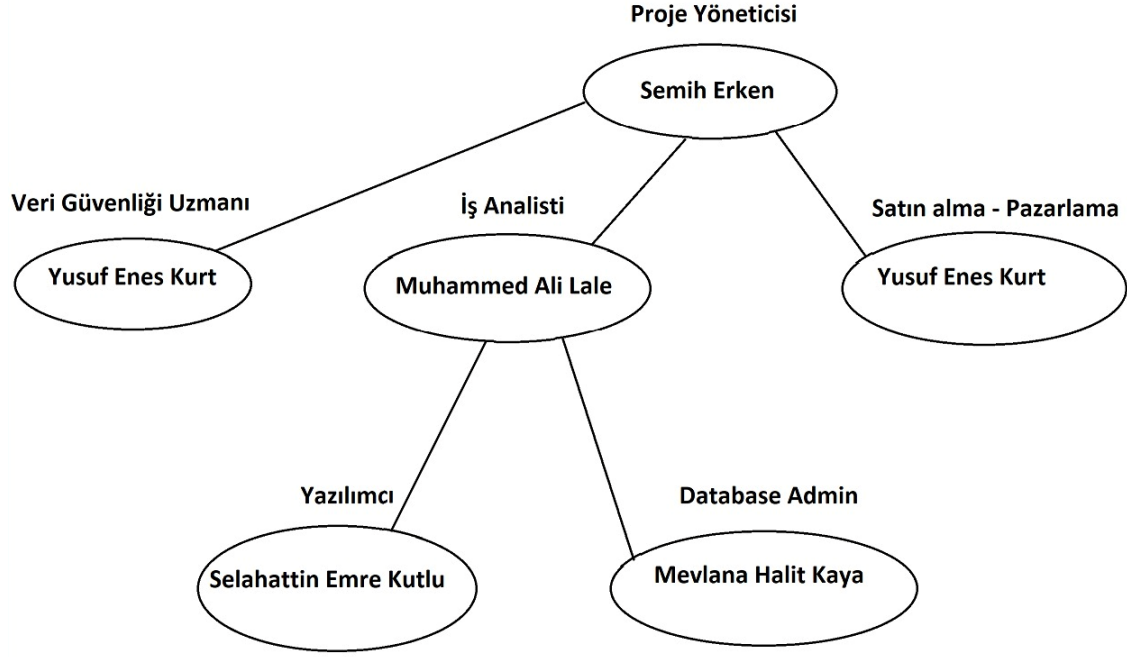 Proje Yöneticisi
Semih Erken
Veri Güvenliği Uzmanı
Yusuf Enes Kurt
İş Analisti
Muhammed Ali Lale
Satın alma - Pazarlama
Yusuf Enes Kurt
Yazılımcı
Selahattin Emre Kutlu
Database Admin
Mevlana Halit Kaya